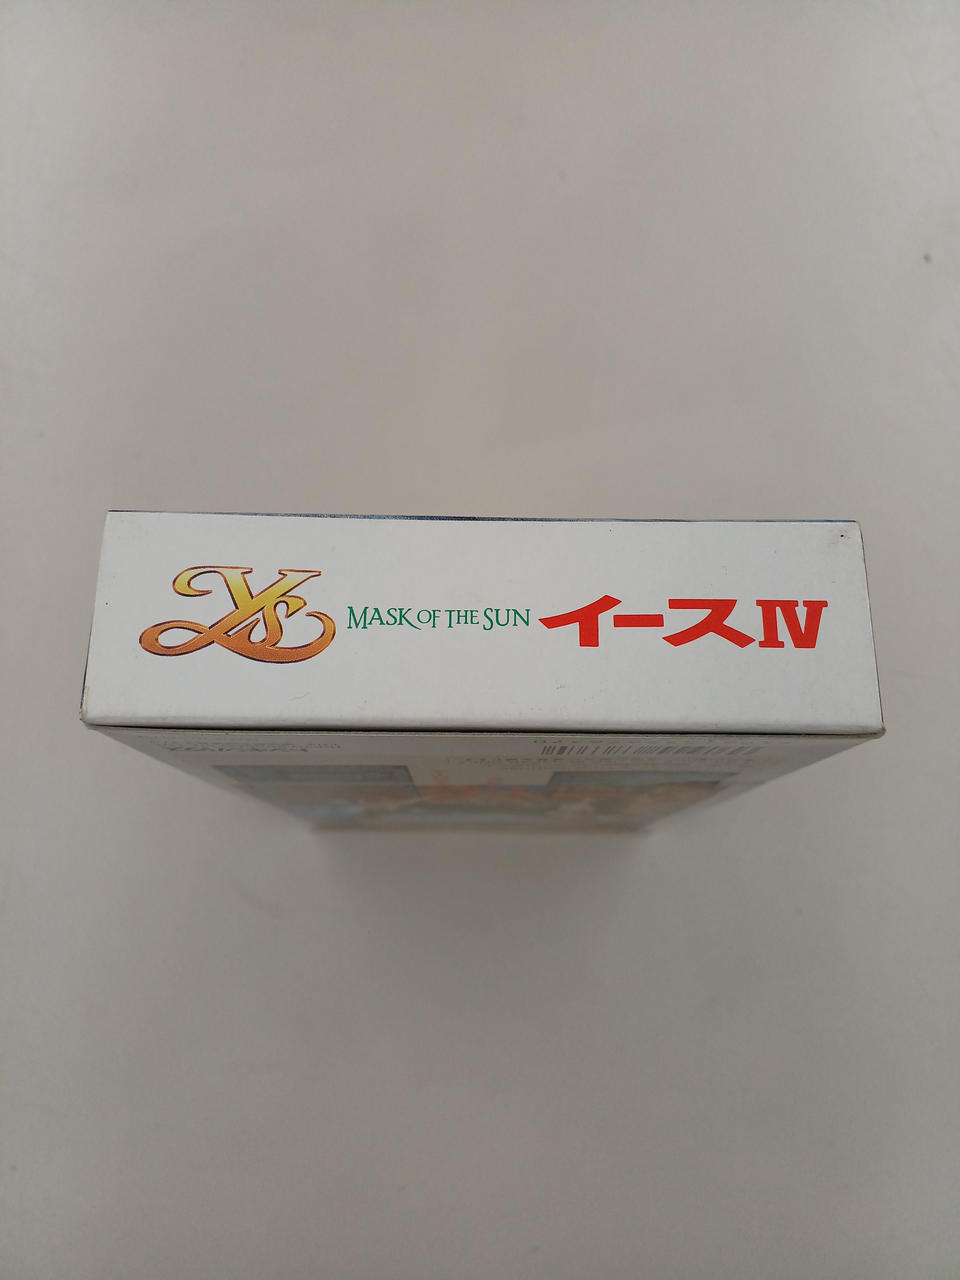 Ys MASK OF THE SUN イースIV